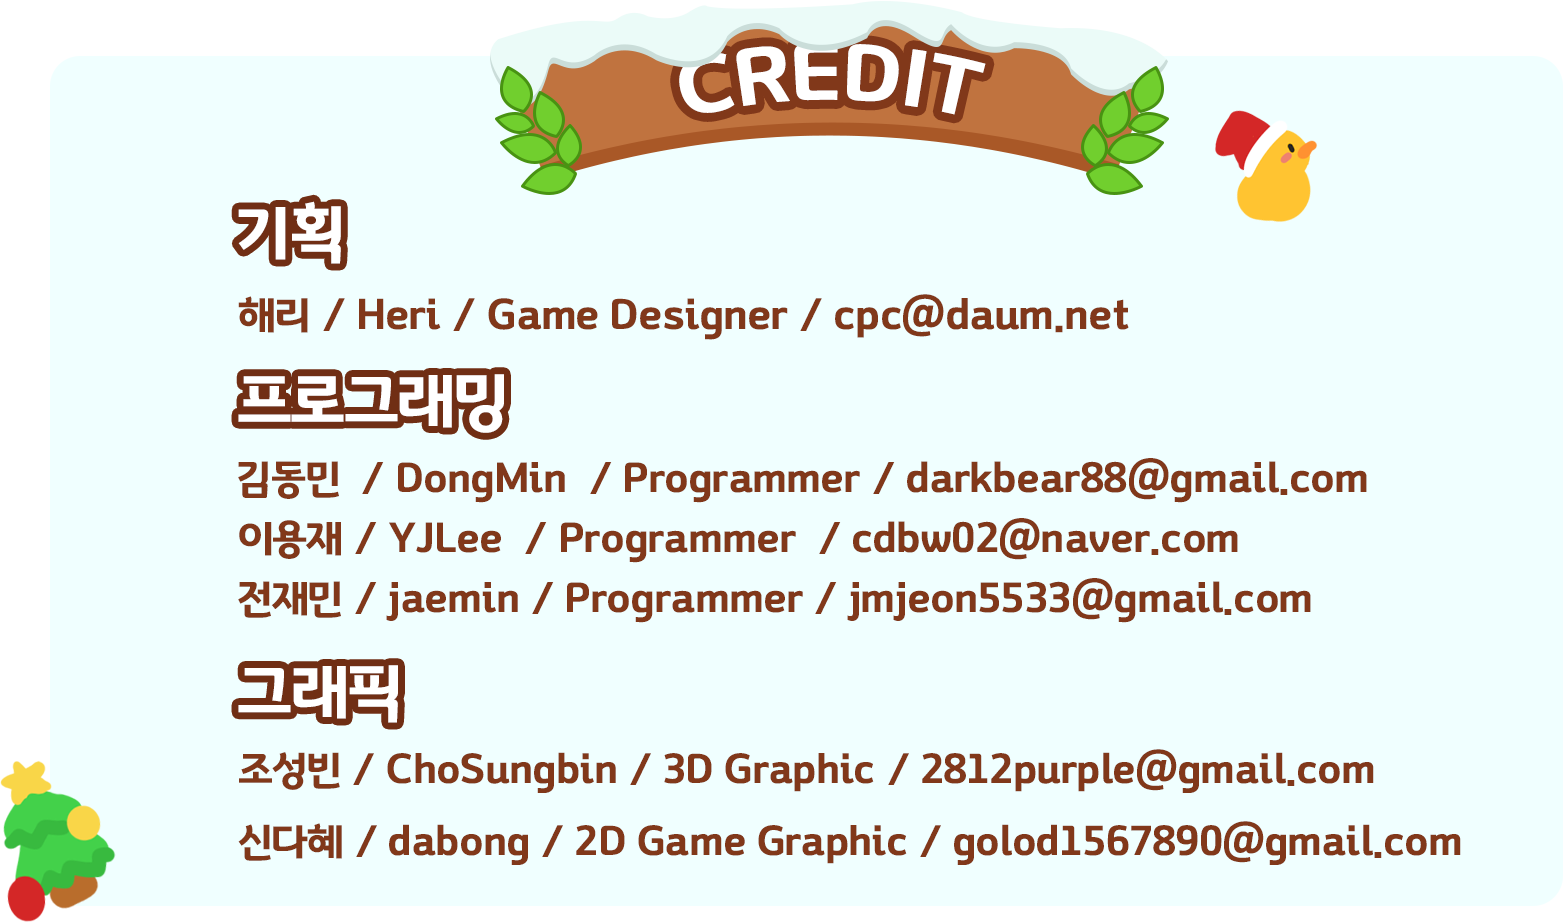 CREDIT
기획
해리 / Heri / Game Designer / cpc@daum.net
프로그래밍
김동민 / DongMin / Programmer / darkbear88@gmail.com
이용재 / YJLee / Programmer / cdbw02@naver.com
전재민 / jaemin / Programmer / jmjeon5533@gmail.com
그래픽
조성빈 / ChoSungbin / 3D Graphic / 2812purple@gmail.com
신다혜 / dabong / 2D Game Graphic / golod1567890@gmail.com